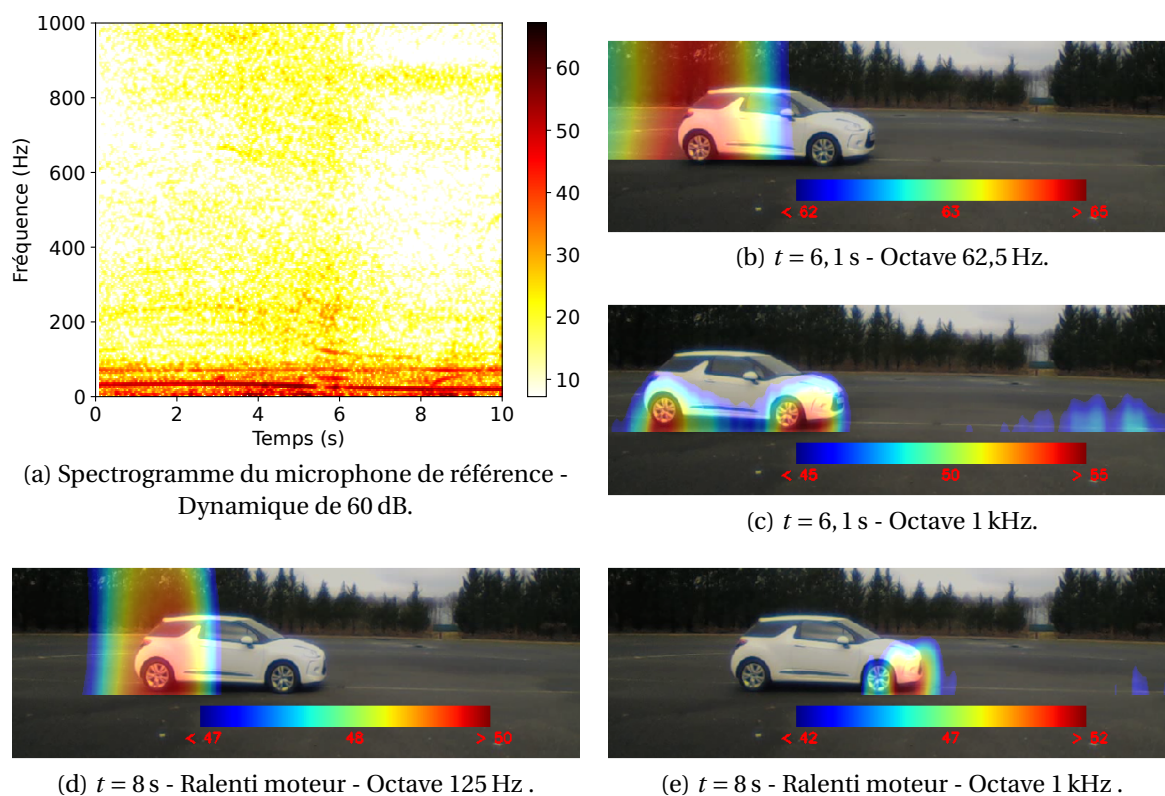 1000
800
600
400
200
0
Fréquence (Hz)
0 2 4 6 8 10
Temps (s)
60
50
40
30
20
10
(a) Spectrogramme du microphone de référence -
Dynamique de 60 dB.
< 62 63 > 65
(b) t = 6, 1 s - Octave 62,5 Hz.
< 45 50 > 55
(c) t = 6, 1 s - Octave 1 kHz.
< 47 48 > 50
(d) t = 8 s - Ralenti moteur - Octave 125 Hz .
< 42 47 > 52
(e) t = 8 s - Ralenti moteur - Octave 1 kHz .